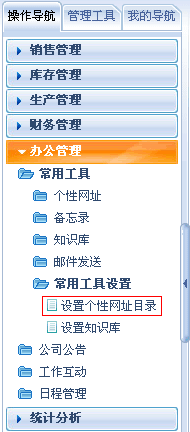 操作导航 管理工具 我的导航
销售管理
库存管理
生产管理
财务管理
办公管理
常用工具
个性网址
备忘录
知识库
邮件发送
常用工具设置
设置个性网址目录
设置知识库
公司公告
工作互动
日程管理
统计分析